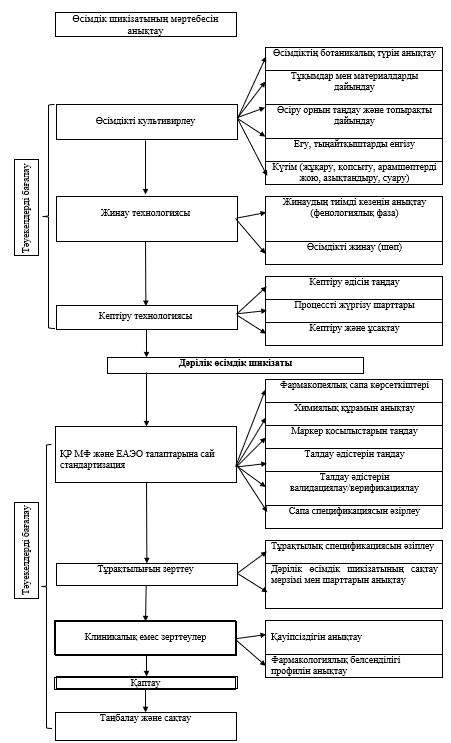 Өсімдік шикізатының мәртебесін
анықтау
Өсімдіктің ботаникалық түрін анықтау
Тұқымдар мен материалдарды
дайындау
Өсіру орнын таңдау және топырақты
дайындау
Егу, тыңайтқыштарды енгізу
Күтім (жұқару, қопсыту, арамшөптерді
жою, азықтандыру, суару)
Өсімдікті культивирлеу
Тәуекелдерді бағалау
Жинау технологиясы
Жинаудың тиімді кезеңін анықтау
(фенологиялық фаза)
Өсімдікті жинау (шөп)
Кептіру әдісін таңдау
Процессті жүргізу шарттары
Кептіру және ұсақтау
Кептіру технологиясы
Дәрілік өсімдік шикізаты
Фармакопеялық сапа көрсеткіштері
Химиялық құрамын анықтау
Маркер қосылыстарын таңдау
Талдау әдістерін таңдау
Талдау әдістерін
валидациялау/верификациялау
Сапа спецификасын әзірлеу
ҚР МФ және ЕАЭО талаптарына сай
стандартизация
Тәуекелдерді бағалау
Тұрақтылығын зерттеу
Тұрақтылық спецификациясын әзіплеу
Дәрілік өсімдік шикізатының сақтау
мерзімі мен шарттарын анықтау
Клиникалық емес зерттеулер
Қауіпсіздігін анықтау
Фармакологиялық белсенділігі
профилін анықтау
Қаптау
Таңбалау және сақтау